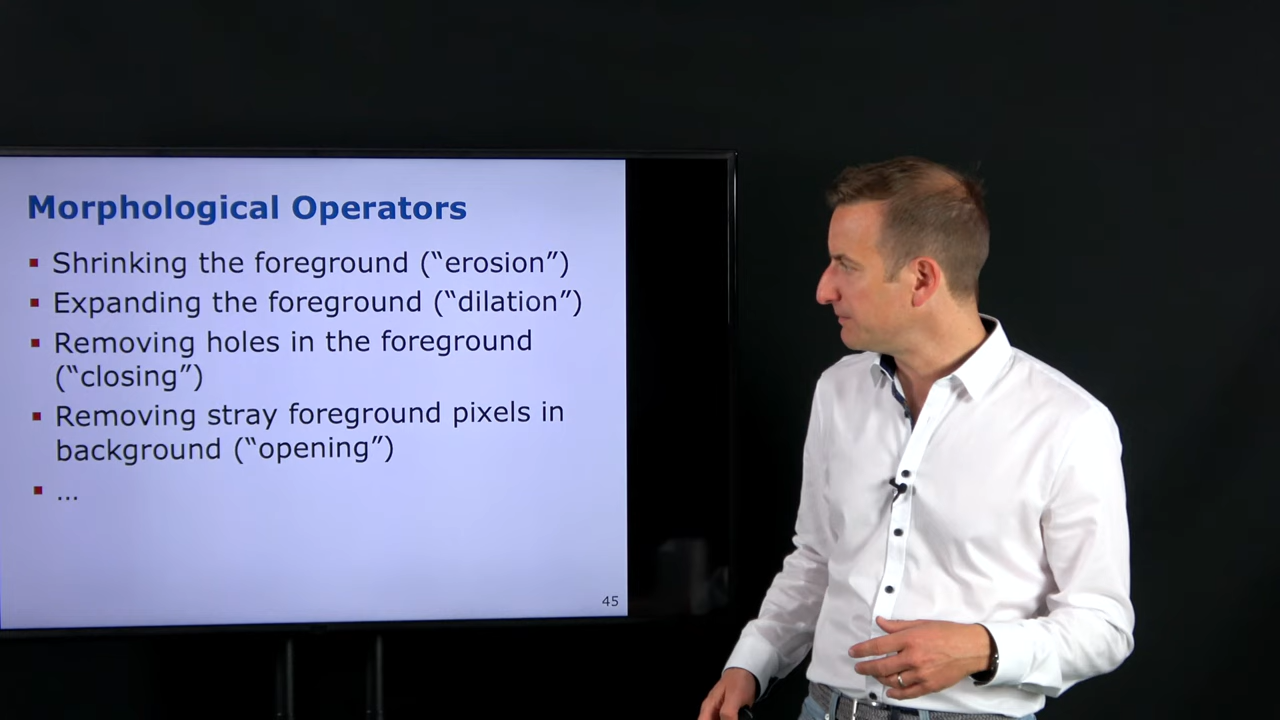 Morphological Operators
▪ Shrinking the foreground (“erosion”)
▪ Expanding the foreground (“dilation”)
▪ Removing holes in the foreground
(“closing”)
▪ Removing stray foreground pixels in
background (“opening”)
▪ ...
45